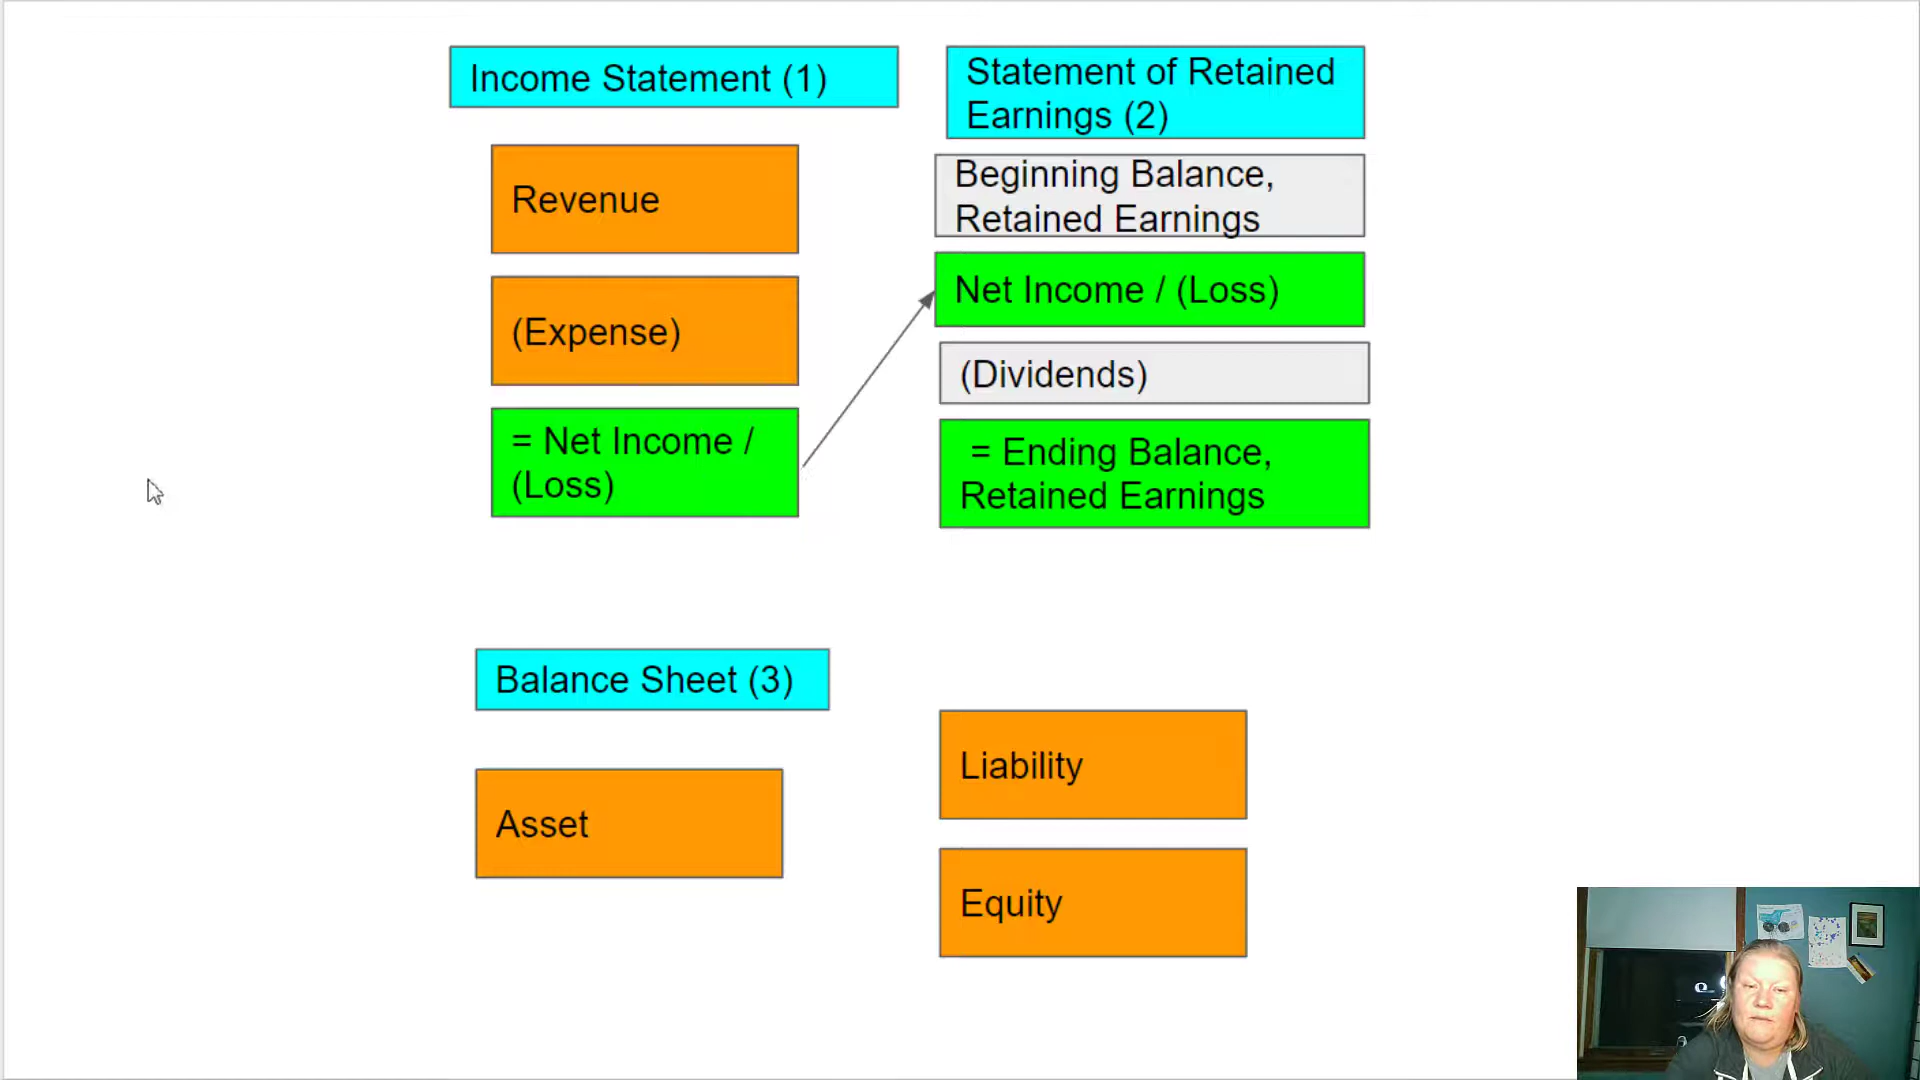 Income Statement (1)
Revenue
(Expense)
= Net Income /
(Loss)
Statement of Retained
Earnings (2)
Beginning Balance,
Retained Earnings
Net Income / (Loss)
(Dividends)
= Ending Balance,
Retained Earnings
Balance Sheet (3)
Asset
Liability
Equity